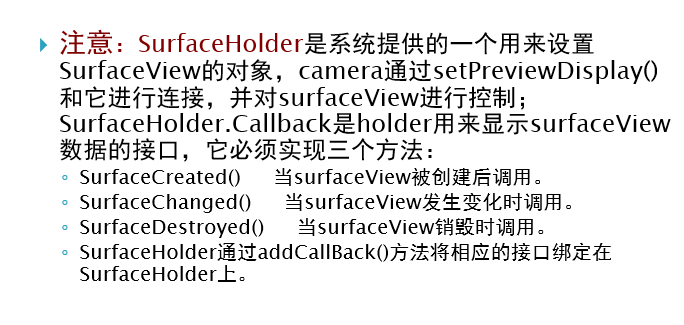 注意：SurfaceHolder是系统提供的一个用来设置
SurfaceView的对象，camera通过setPreviewDisplay()
和它进行连接，并对surfaceView进行控制；
SurfaceHolder.Callback是holder用来显示surfaceView
数据的接口，它必须实现三个方法：
SurfaceCreated() 当surfaceView被创建后调用。
SurfaceChanged() 当surfaceView发生变化时调用。
SurfaceDestroyed() 当surfaceView销毁时调用。
SurfaceHolder通过addCallBack()方法将相应的接口绑定在
SurfaceHolder上。